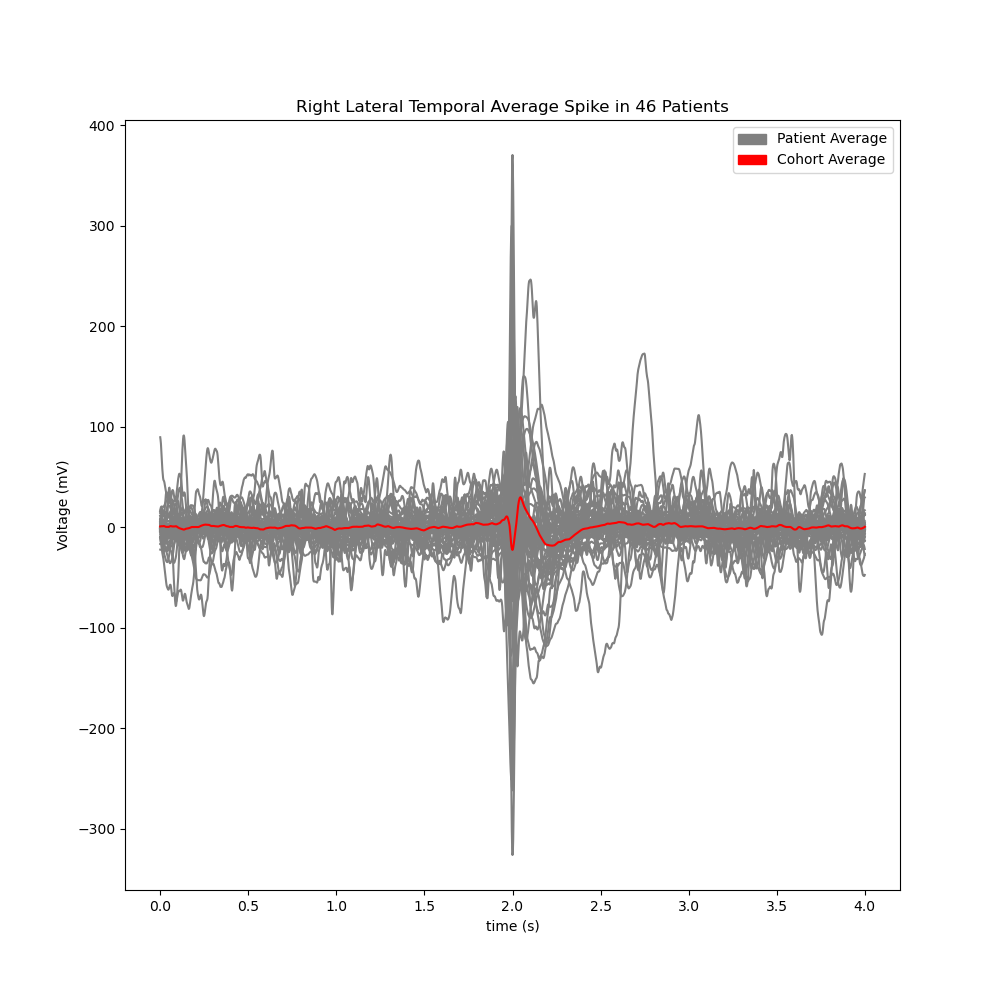 Right Lateral Temporal Average Spike in 46 Patients
Patient Average
Cohort Average
Voltage (mV)
400
300
200
100
0
−100
−200
−300
0.0 0.5 1.0 1.5 2.0 2.5 3.0 3.5 4.0
time (s)